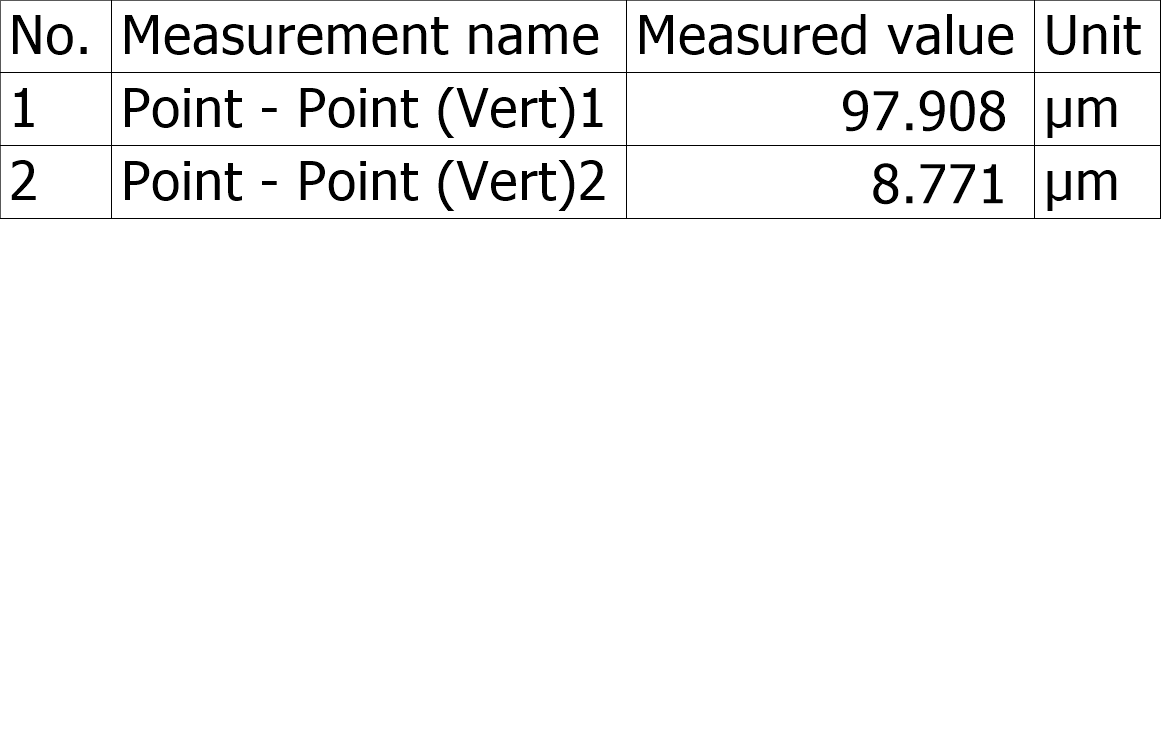 No. Measurement name Measured value Unit
1 Point - Point (Vert)1 97.908 µm
2 Point - Point (Vert)2 8.771 µm